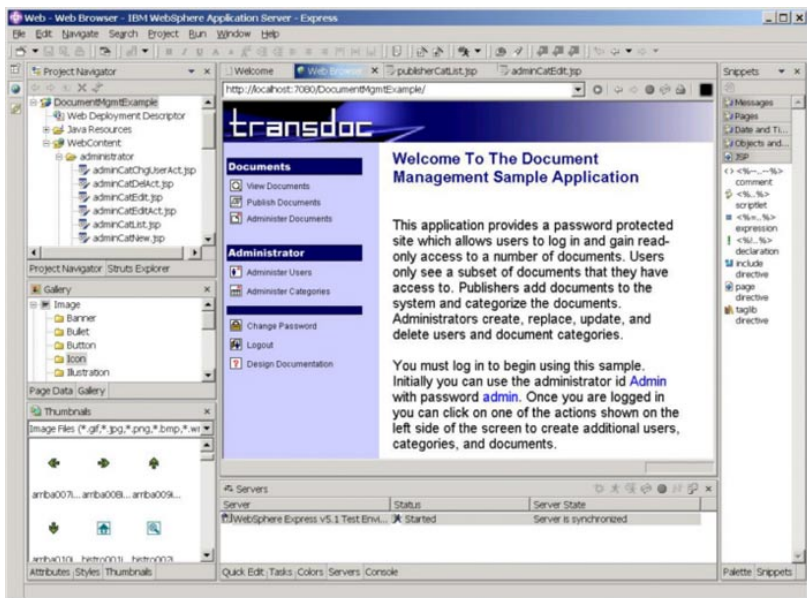 Web - Web Browser - IBM WebSphere Application Server - Express
File Edit Navigate Search Project Run Window Help
Project Navigator
DocumentMgmtExample
Web Deployment Descriptor
Java Resources
WebContent
administrator
adminCatChgUserAct.jsp
adminCatDelAct.jsp
adminCatEdit.jsp
adminCatEditAct.jsp
adminCatList.jsp
adminCatNew.jsp
Project Navigator Struts Explorer
Gallery
Image
Banner
Bullet
Button
Icon
Illustration
Page Data Gallery
Thumbnails
Image Files (*.gif,*.jpg,*.png,*.bmp,*.wi
arriba007i... arriba008i... arriba009i...
arriba010i bistro001i bistro002i
Attributes Styles Thumbnails
Welcome Web Browser publisherCatList.jsp adminCatEdit.jsp
http://localhost:7080/DocumentMgmtExample/
transdoc
Documents
View Documents
Publish Documents
Administer Documents
Administrator
Administer Users
Administer Categories
Change Password
Logout
Design Documentation
Welcome To The Document
Management Sample Application
This application provides a password protected
site which allows users to log in and gain read-
only access to a number of documents. Users
only see a subset of documents that they have
access to. Publishers add documents to the
system and categorize the documents.
Administrators create, replace, update, and
delete users and document categories.
You must log in to begin using this sample.
Initially you can use the administrator id Admin
with password admin. Once you are logged in
you can click on one of the actions shown on the
left side of the screen to create additional users,
categories, and documents.
Servers
Server Status Server State
WebSphere Express v5.1 Test Envi... Started Server is synchronized
Quick Edit Tasks Colors Servers Console
Snippets
Messages
Pages
Date and Ti...
Objects and...
JSP
<%--...--%>
comment
<%...%>
scriptlet
<%=...%>
expression
<%!...%>
declaration
include
directive
page
directive
taglib
directive
Palette Snippets